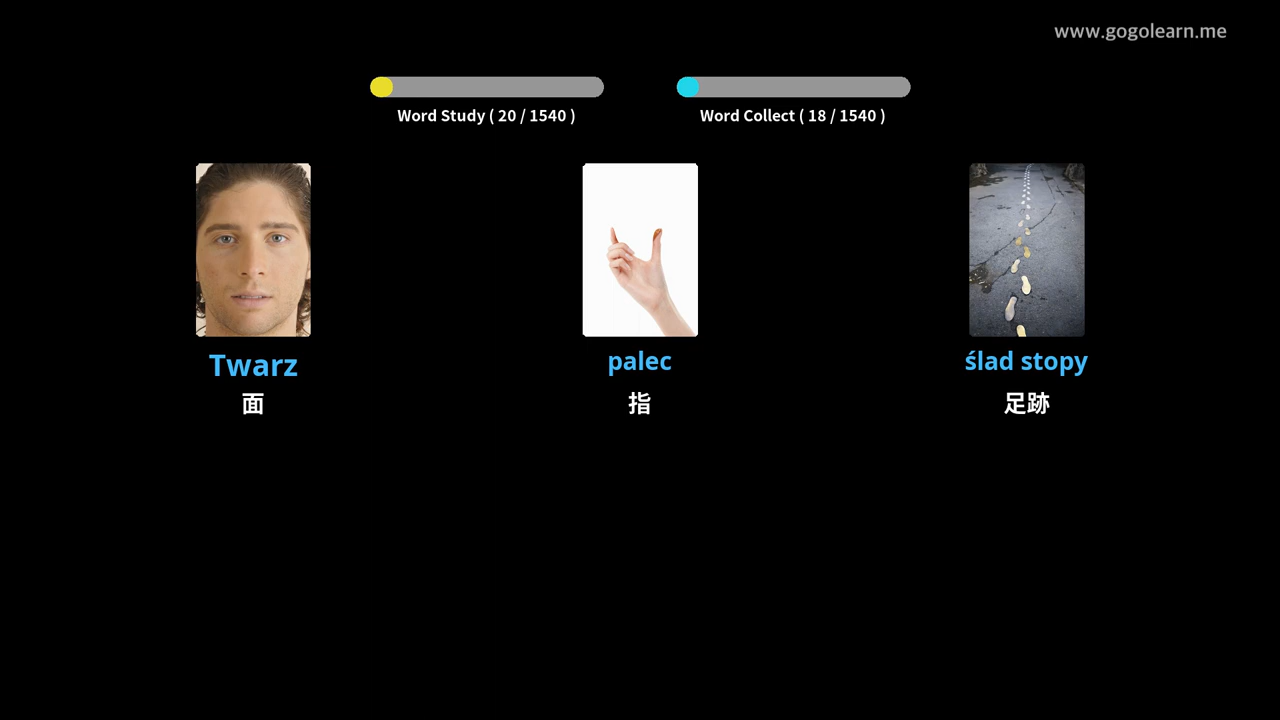 www.gogolearn.me
Word Study ( 20 / 1540 )
Word Collect ( 18 / 1540 )
Twarz
面
palec
指
ślad stopy
足跡